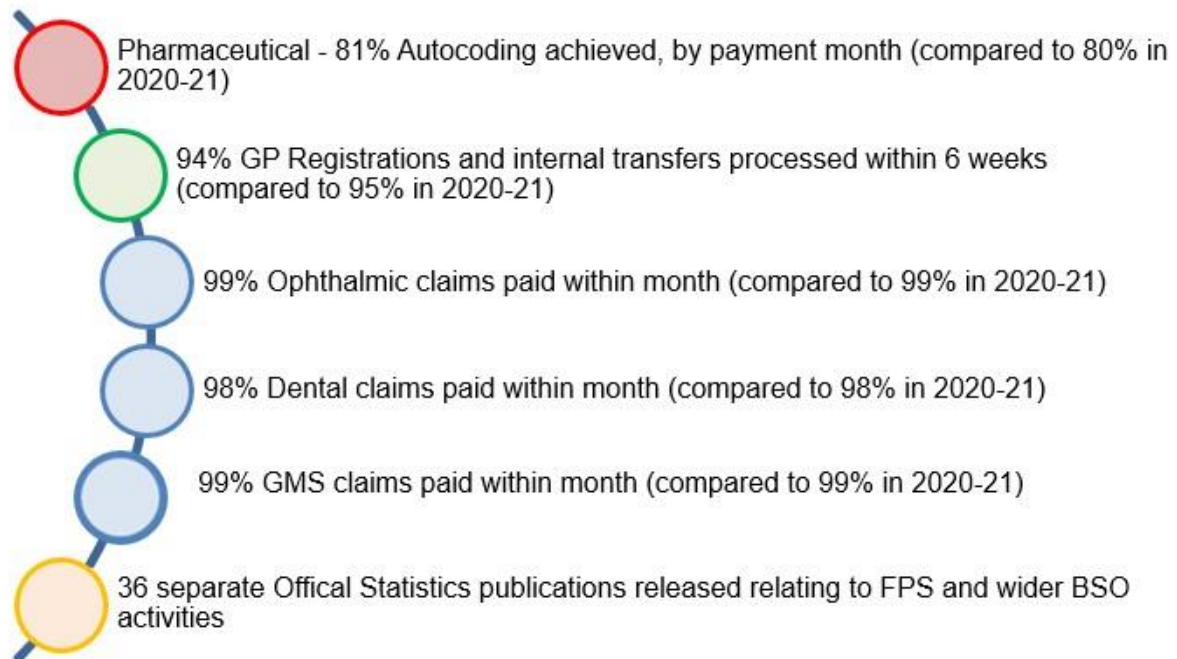 Pharmaceutical - 81% Autocoding achieved, by payment month (compared to 80% in
2020-21)
94% GP Registrations and internal transfers processed within 6 weeks
(compared to 95% in 2020-21)
99% Ophthalmic claims paid within month (compared to 99% in 2020-21)
98% Dental claims paid within month (compared to 98% in 2020-21)
99% GMS claims paid within month (compared to 99% in 2020-21)
36 separate Offical Statistics publications released relating to FPS and wider BSO
activities